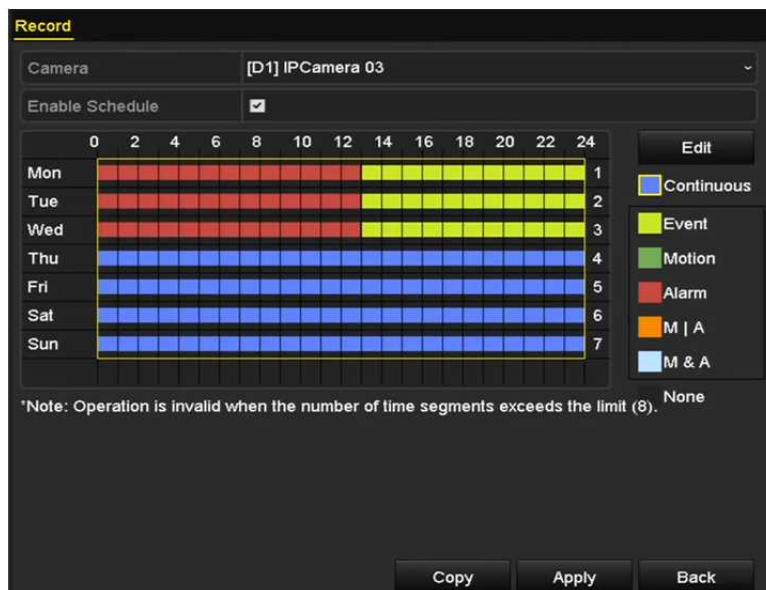 Record
Camera [D1] IPCamera 03
Enable Schedule
0 2 4 6 8 10 12 14 16 18 20 22 24
Edit
Mon 1
Continuous
Tue 2
Event
Wed 3
Motion
Thu 4
Fri 5
Alarm
Sat 6
M | A
Sun 7
M & A
None
*Note: Operation is invalid when the number of time segments exceeds the limit (8).
Copy Apply Back